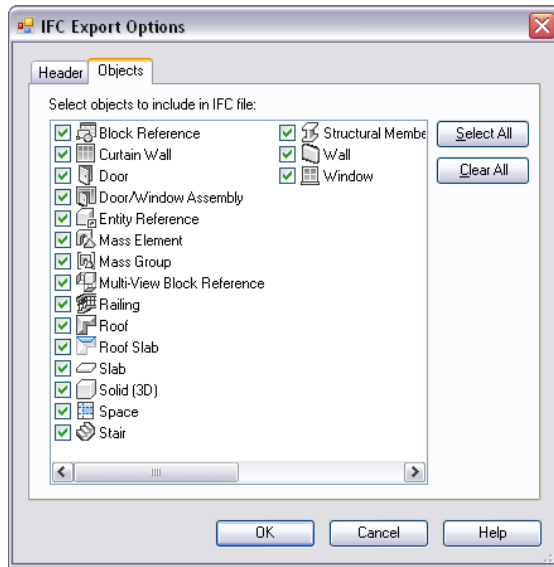 IFC Export Options
Header
Objects
Select objects to include in IFC file:
Block Reference
Curtain Wall
Door
Door/Window Assembly
Entity Reference
Mass Element
Mass Group
Multi-View Block Reference
Railing
Roof
Roof Slab
Slab
Solid (3D)
Space
Stair
Structural Membe
Wall
Window
Select All
Clear All
OK
Cancel
Help